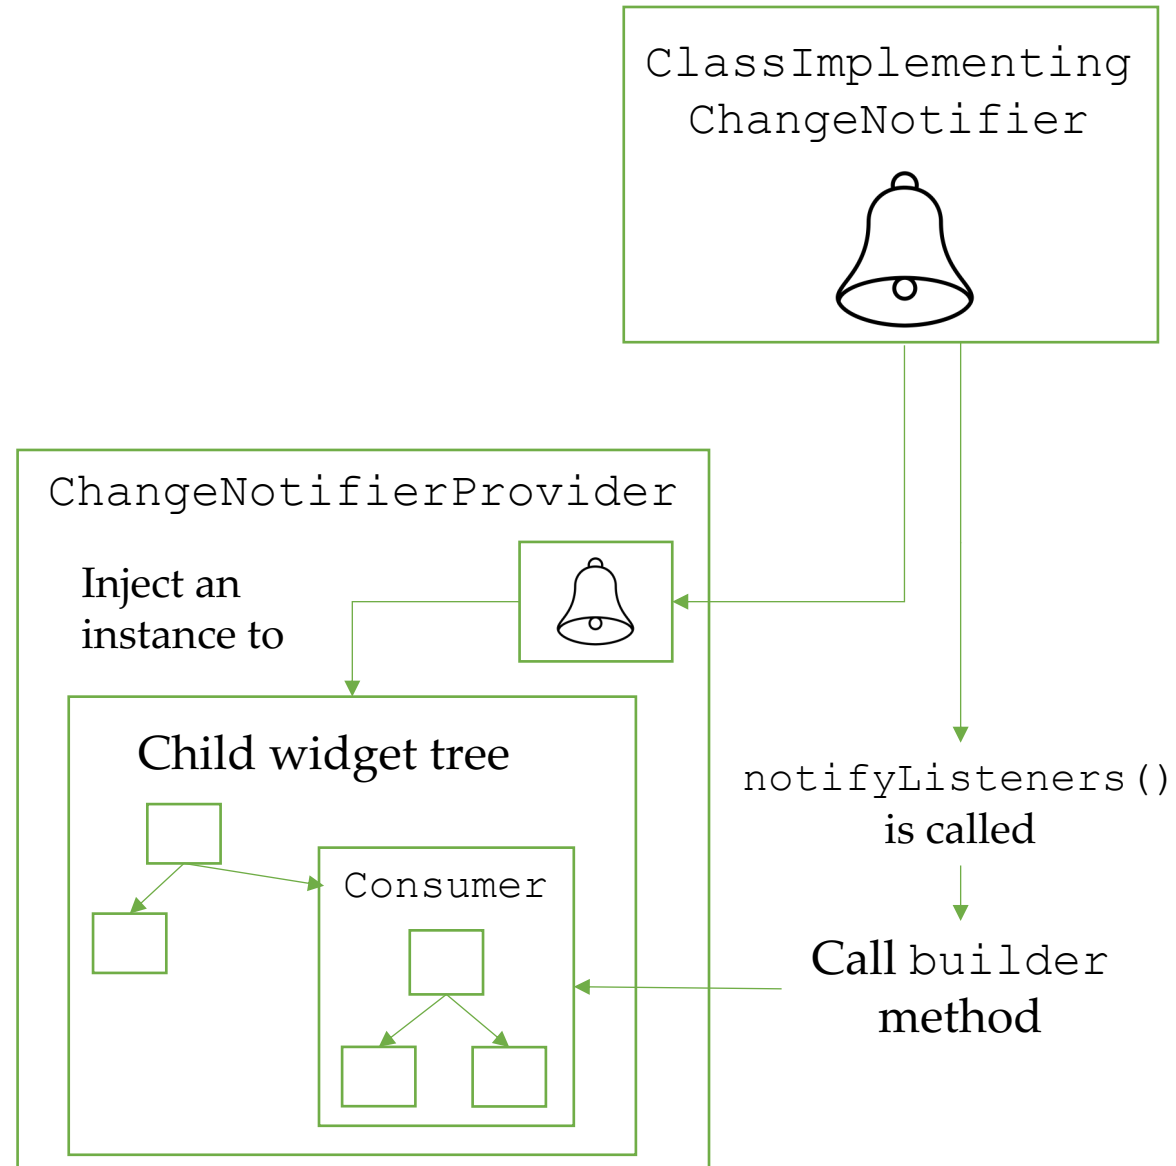 ClassImplementing
ChangeNotifier
ChangeNotifierProvider
Inject an
instance to
Child widget tree
Consumer
notifyListeners()
is called
Call builder
method